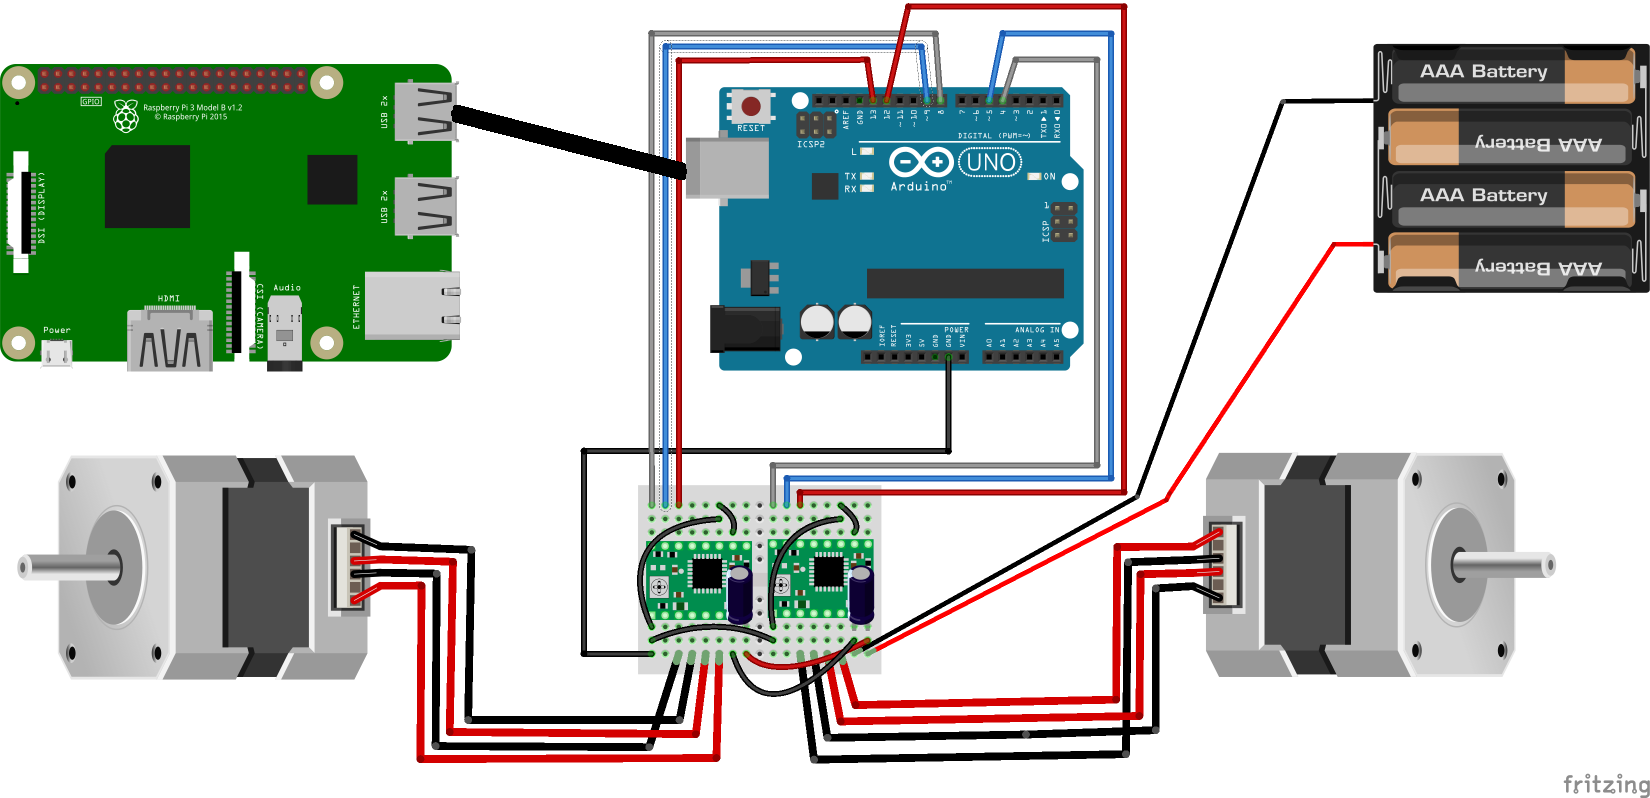 GPIO
Raspberry Pi 3 Model B v1.2
© Raspberry Pi 2015
USB 2x
USB 2x
DSI (DISPLAY)
Power
HDMI
CSI (CAMERA)
Audio
ETHERNET
RESET
ICSP2
AREF
GND
13
12
~11
~10
~9
8
7
~6
~5
4
~3
2
TX0▶1
RX0◀0
DIGITAL (PWM=~)
L
TX
RX
UNO
Arduino™
ON
1
ICSP
IOREF
RESET
3V3
5V
GND
GND
VIN
POWER
ANALOG IN
A0
A1
A2
A3
A4
A5
AAA Battery
AAA Battery
AAA Battery
AAA Battery
fritzing